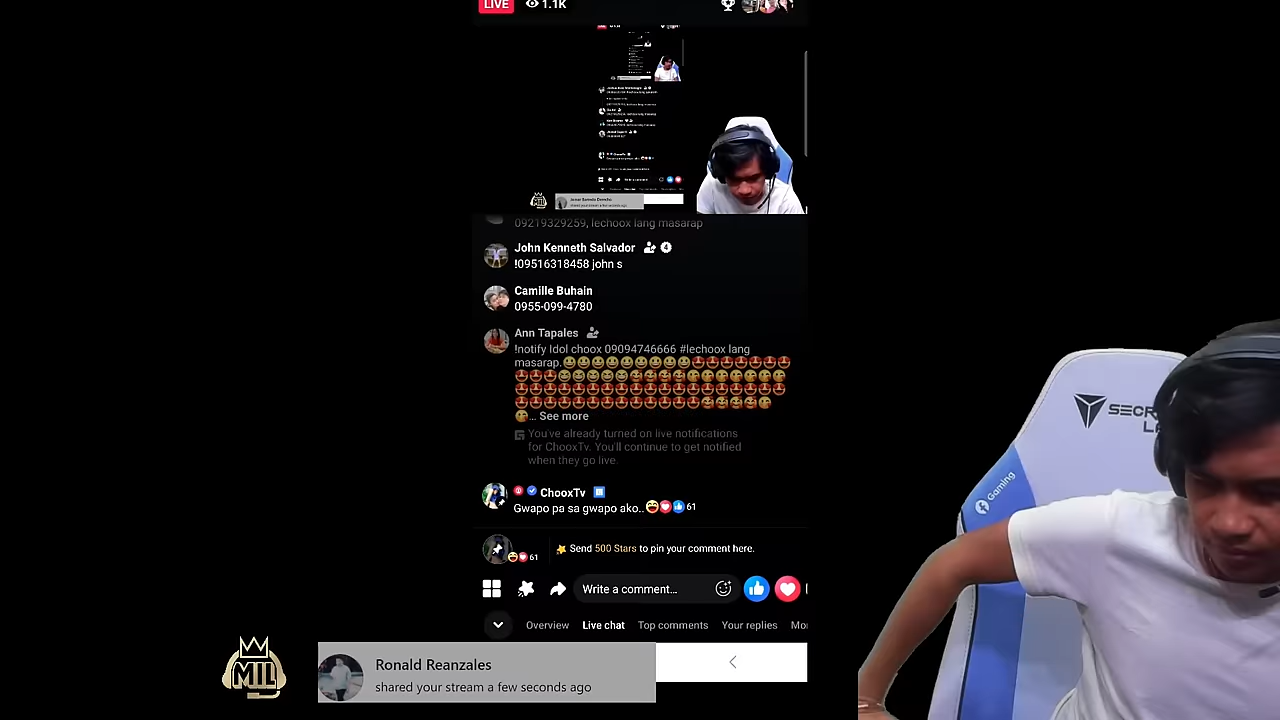 LIVE 1.1K
09219329259, lechoox lang masarap
John Kenneth Salvador
!09516318458 john s
Camille Buhain
0955-099-4780
Ann Tapales
!notify Idol choox 09094746666 #lechoox lang
masarap.
... See more
You've already turned on live notifications
for ChooxTv. You'll continue to get notified
when they go live.
ChooxTv
Gwapo pa sa gwapo ako.. 61
61
Send 500 Stars to pin your comment here.
Write a comment...
Overview Live chat Top comments Your replies Mo
MIL
Ronald Reanzales
shared your stream a few seconds ago
SECR
L
Gaming
MIL